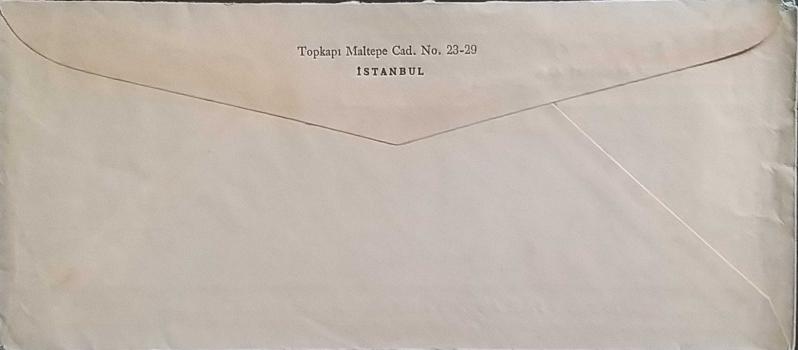 Topkapı Maltepe Cad. No. 23-29
İSTANBUL